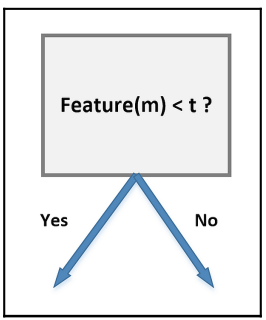 Feature(m) < t ?
Yes
No